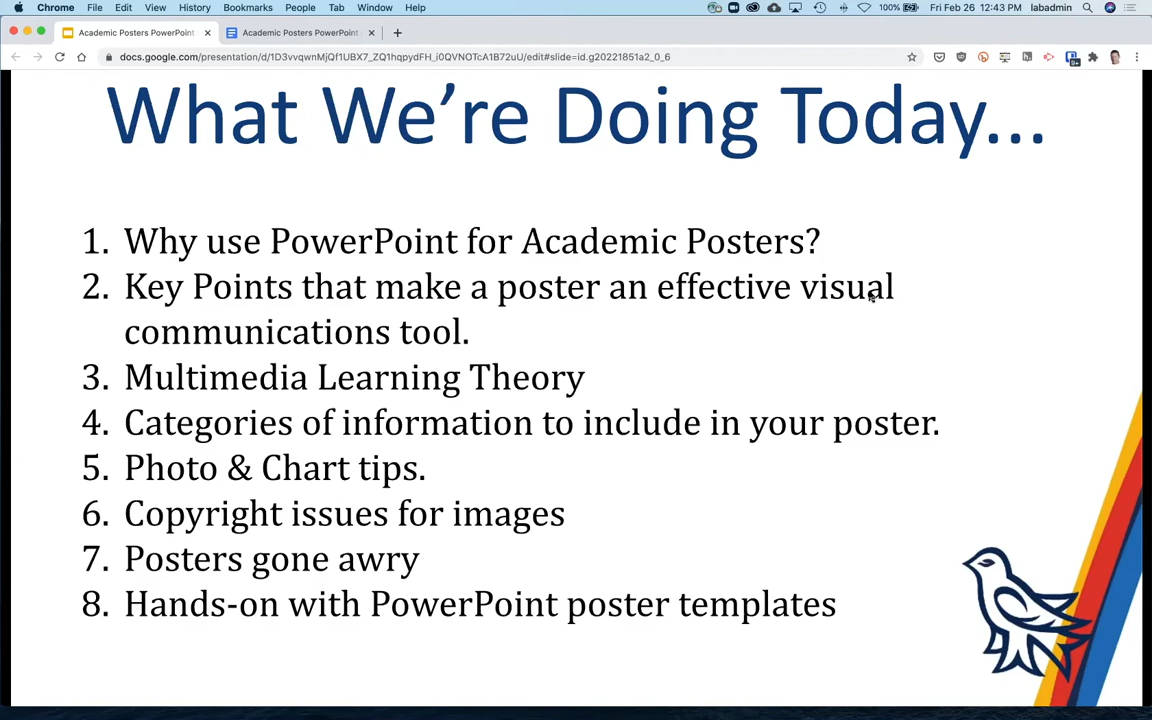 Chrome File Edit View History Bookmarks People Tab Window Help 100% Fri Feb 26 12:43 PM labadmin
Academic Posters PowerPoint Academic Posters PowerPoint
docs.google.com/presentation/d/1D3vvqwnMjQf1UBX7_ZQ1hqpydFH_i0QVNOTcA1B72uU/edit#slide=id.g20221851a2_0_6
What We’re Doing Today...
1. Why use PowerPoint for Academic Posters?
2. Key Points that make a poster an effective visual
communications tool.
3. Multimedia Learning Theory
4. Categories of information to include in your poster.
5. Photo & Chart tips.
6. Copyright issues for images
7. Posters gone awry
8. Hands-on with PowerPoint poster templates